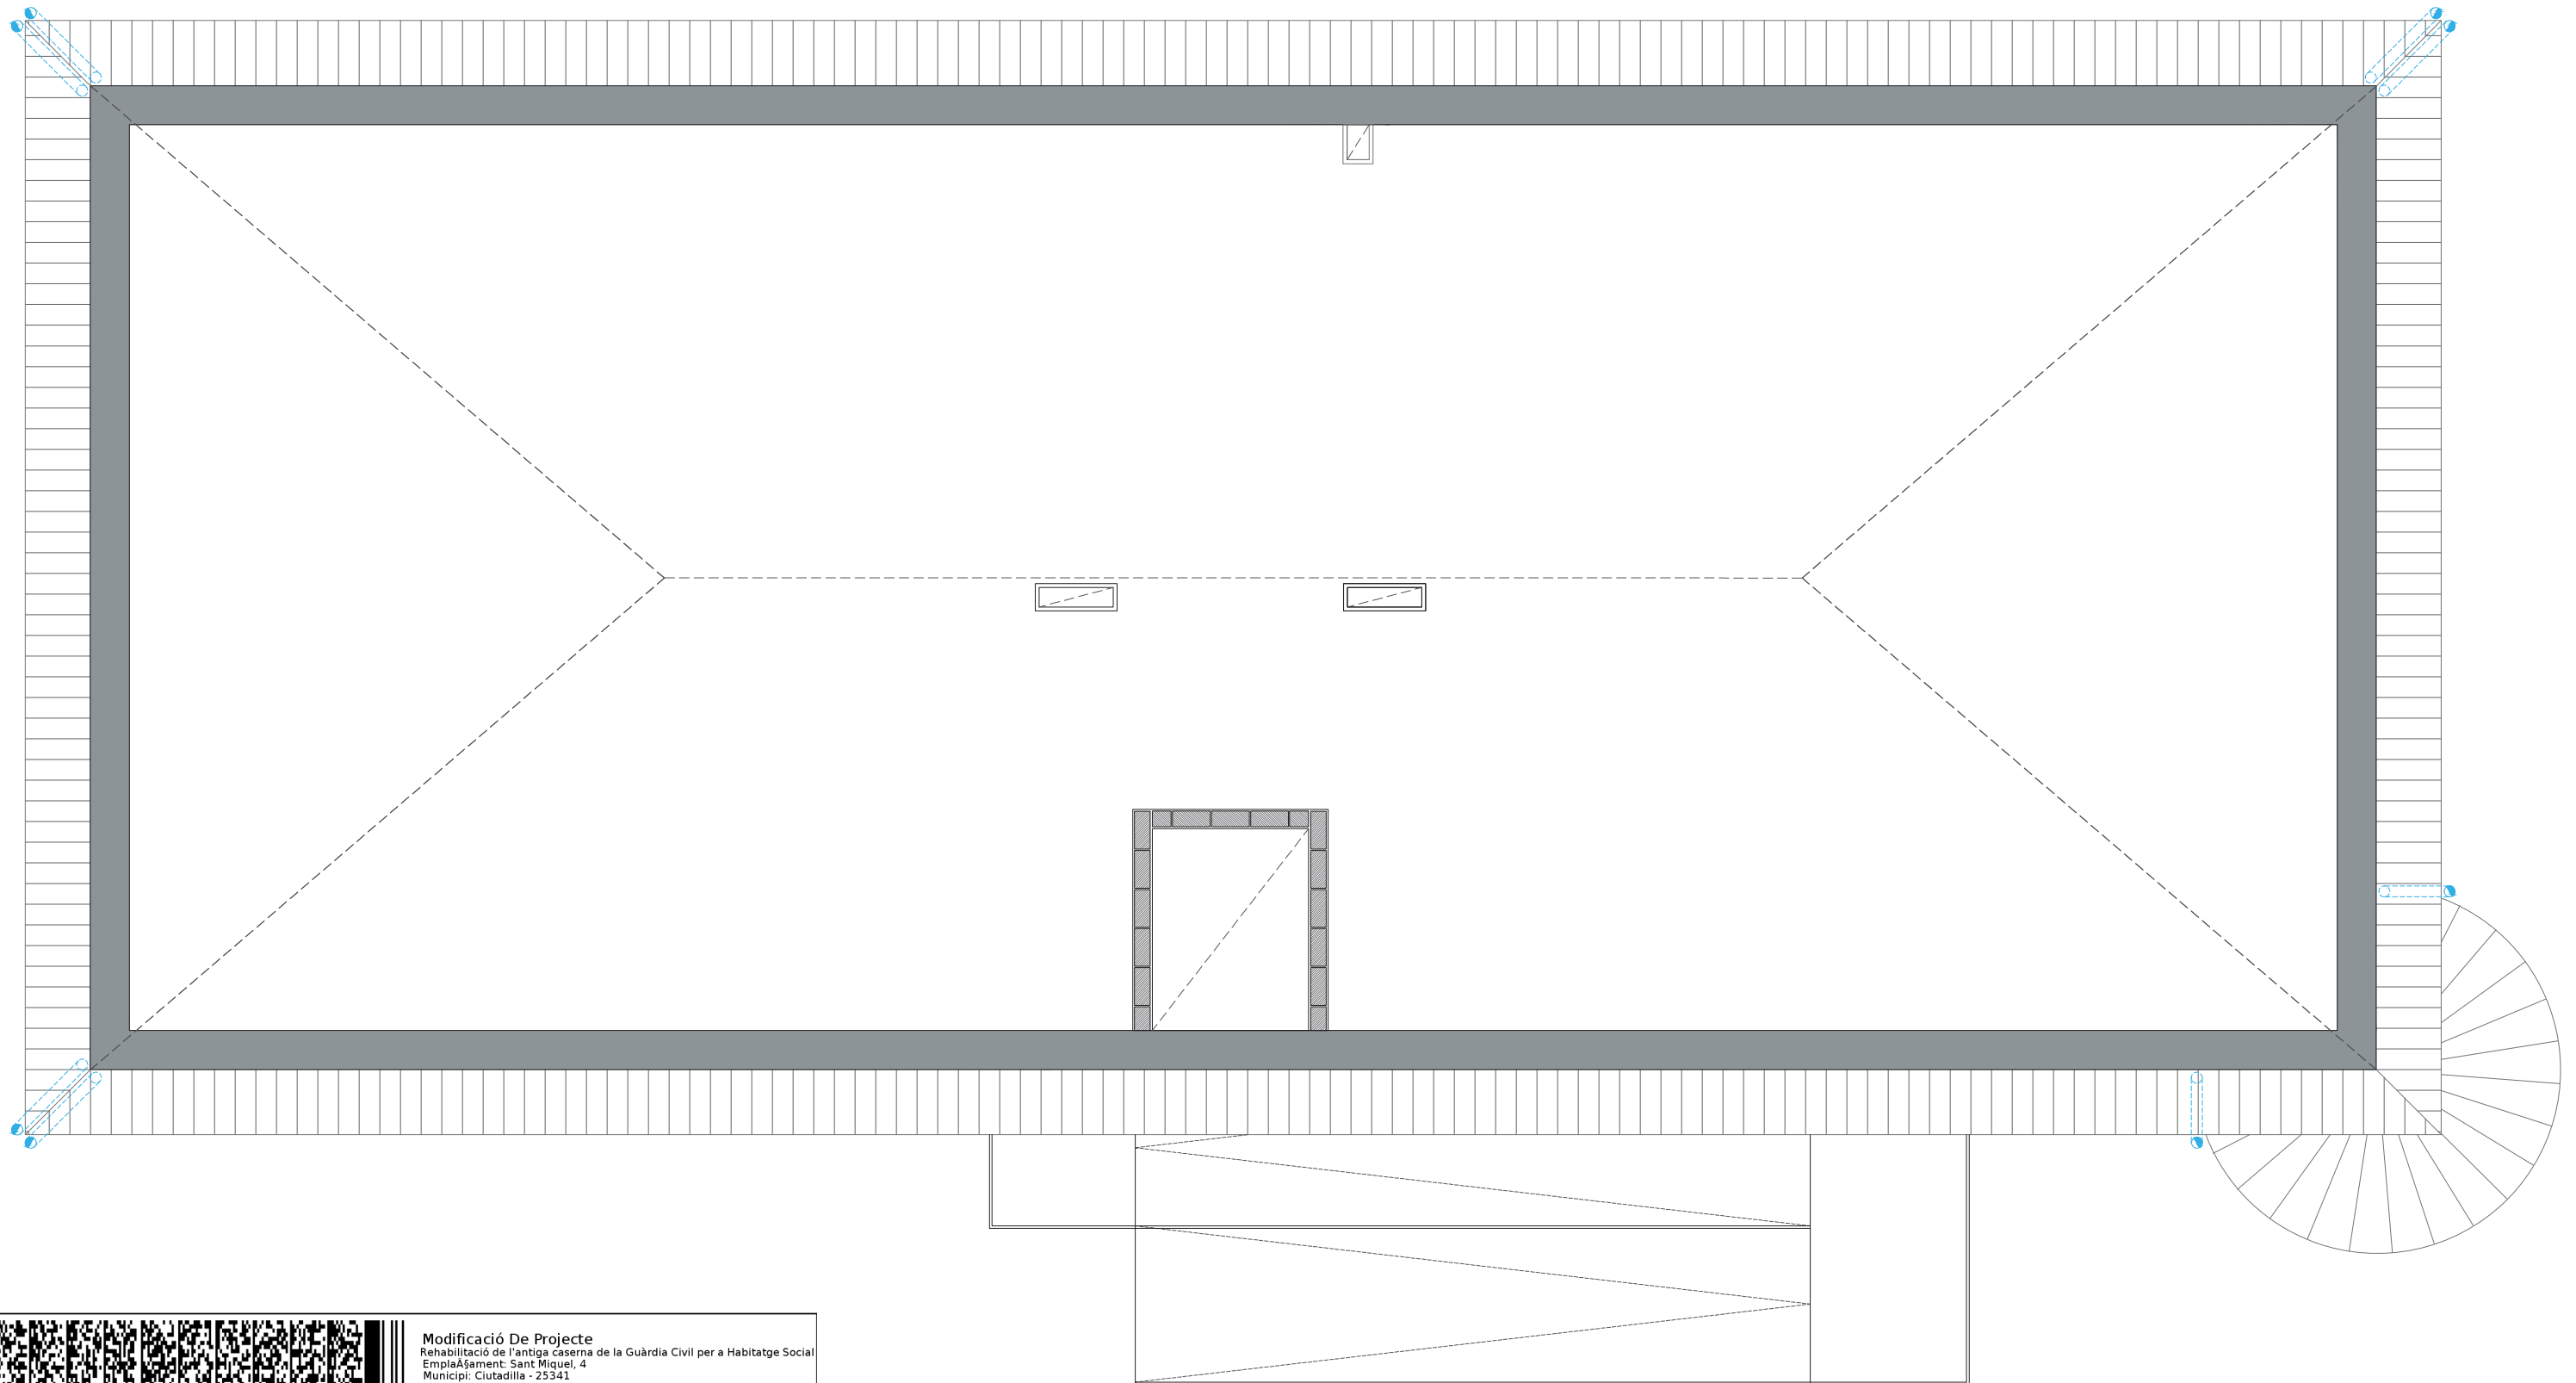 Modificació De Projecte
Rehabilitació de l'antiga caserna de la Guàrdia Civil per a Habitatge Social
EmplaÃ§ament: Sant Miquel, 4
Municipi: Ciutadilla - 25341